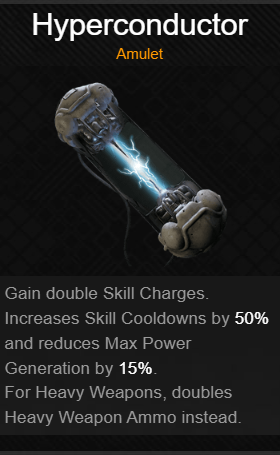 Hyperconductor
Amulet
Gain double Skill Charges.
Increases Skill Cooldowns by 50%
and reduces Max Power
Generation by 15%.
For Heavy Weapons, doubles
Heavy Weapon Ammo instead.